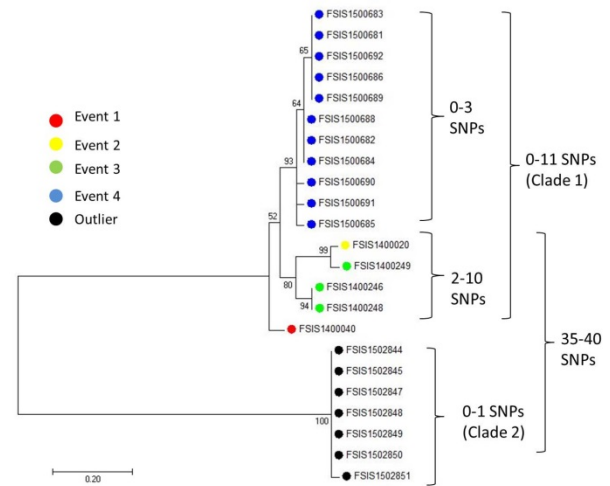 Event 1
Event 2
Event 3
Event 4
Outlier
FSIS1500683
FSIS1500681
FSIS1500692
FSIS1500686
FSIS1500689
FSIS1500688
FSIS1500682
FSIS1500684
FSIS1500690
FSIS1500691
FSIS1500685
FSIS1400020
FSIS1400249
FSIS1400246
FSIS1400248
FSIS1400040
FSIS1502844
FSIS1502845
FSIS1502847
FSIS1502848
FSIS1502849
FSIS1502850
FSIS1502851
65
64
93
52
99
80
94
100
0-3
SNPs
0-11 SNPs
(Clade 1)
2-10
SNPs
35-40
SNPs
0-1 SNPs
(Clade 2)
0.20